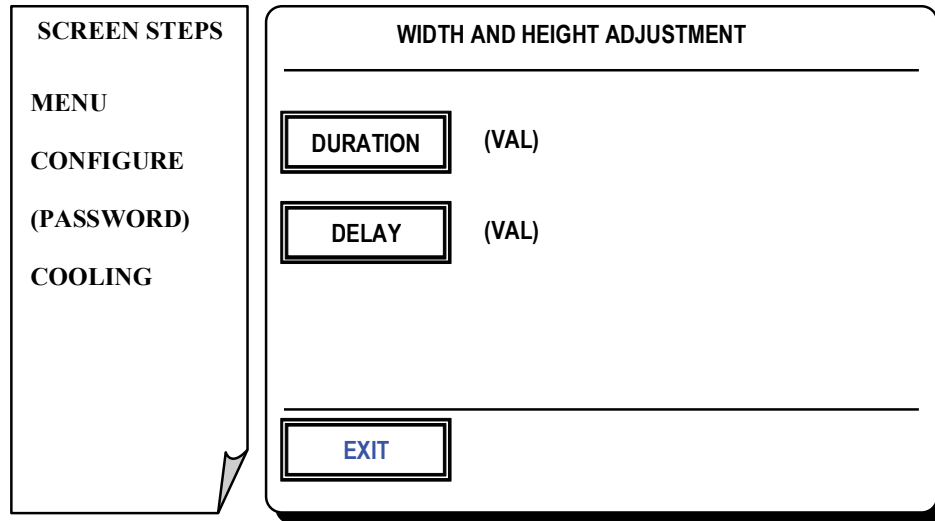 SCREEN STEPS
MENU
CONFIGURE
(PASSWORD)
COOLING
WIDTH AND HEIGHT ADJUSTMENT
DURATION (VAL)
DELAY (VAL)
EXIT